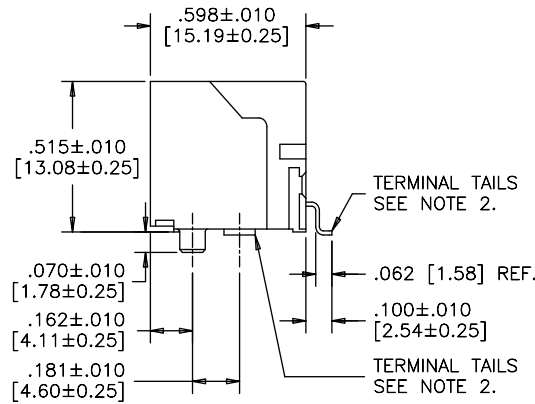 .598±.010
[15.19±0.25]
.515±.010
[13.08±0.25]
TERMINAL TAILS
SEE NOTE 2.
.070±.010
[1.78±0.25]
.062 [1.58] REF.
.162±.010
[4.11±0.25]
.100±.010
[2.54±0.25]
.181±.010
[4.60±0.25]
TERMINAL TAILS
SEE NOTE 2.